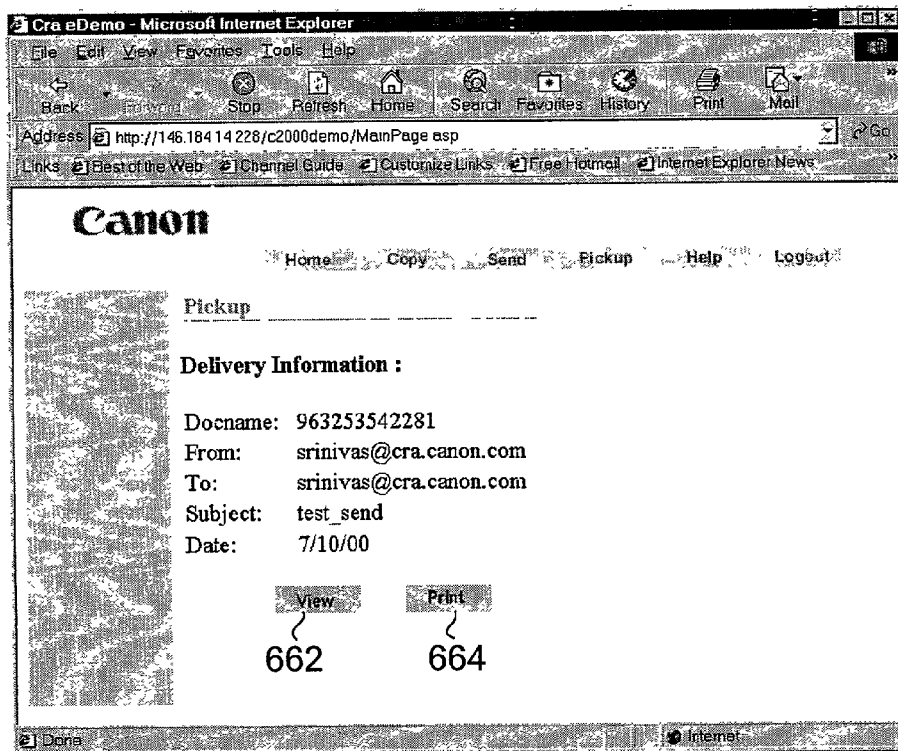 Cra eDemo - Microsoft Internet Explorer
File Edit View Favorites Tools Help
Back Forward Stop Refresh Home Search Favorites History Print Mail
Address http://146.184 14 228/c2000demo/MainPage asp Go
Links Best of the Web Channel Guide Customize Links Free Hotmail Internet Explorer News
Canon
Home Copy Send Pickup Help Logout
Pickup
Delivery Information :
Docname: 963253542281
From: srinivas@cra.canon.com
To: srinivas@cra.canon.com
Subject: test_send
Date: 7/10/00
View Print
662 664
Done Internet